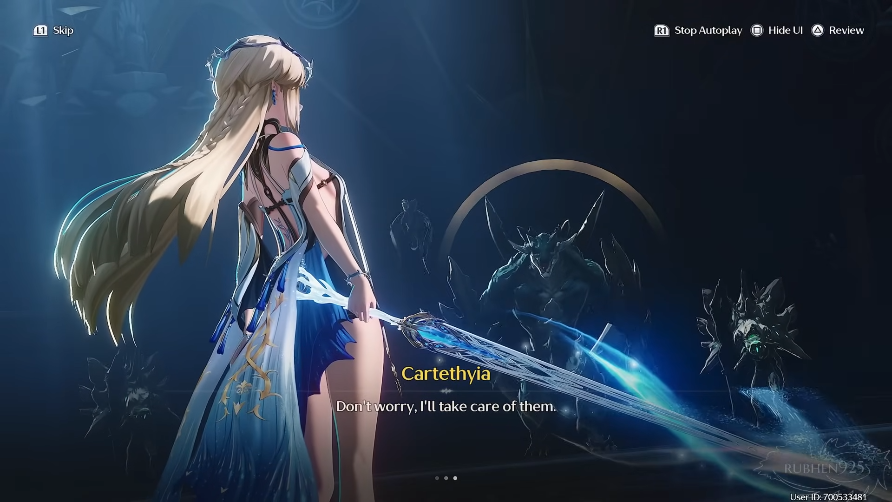 L1 Skip
R1 Stop Autoplay Hide UI Review
Cartethyia
Don't worry, I'll take care of them.
RUBHEN925
User ID: 700533481